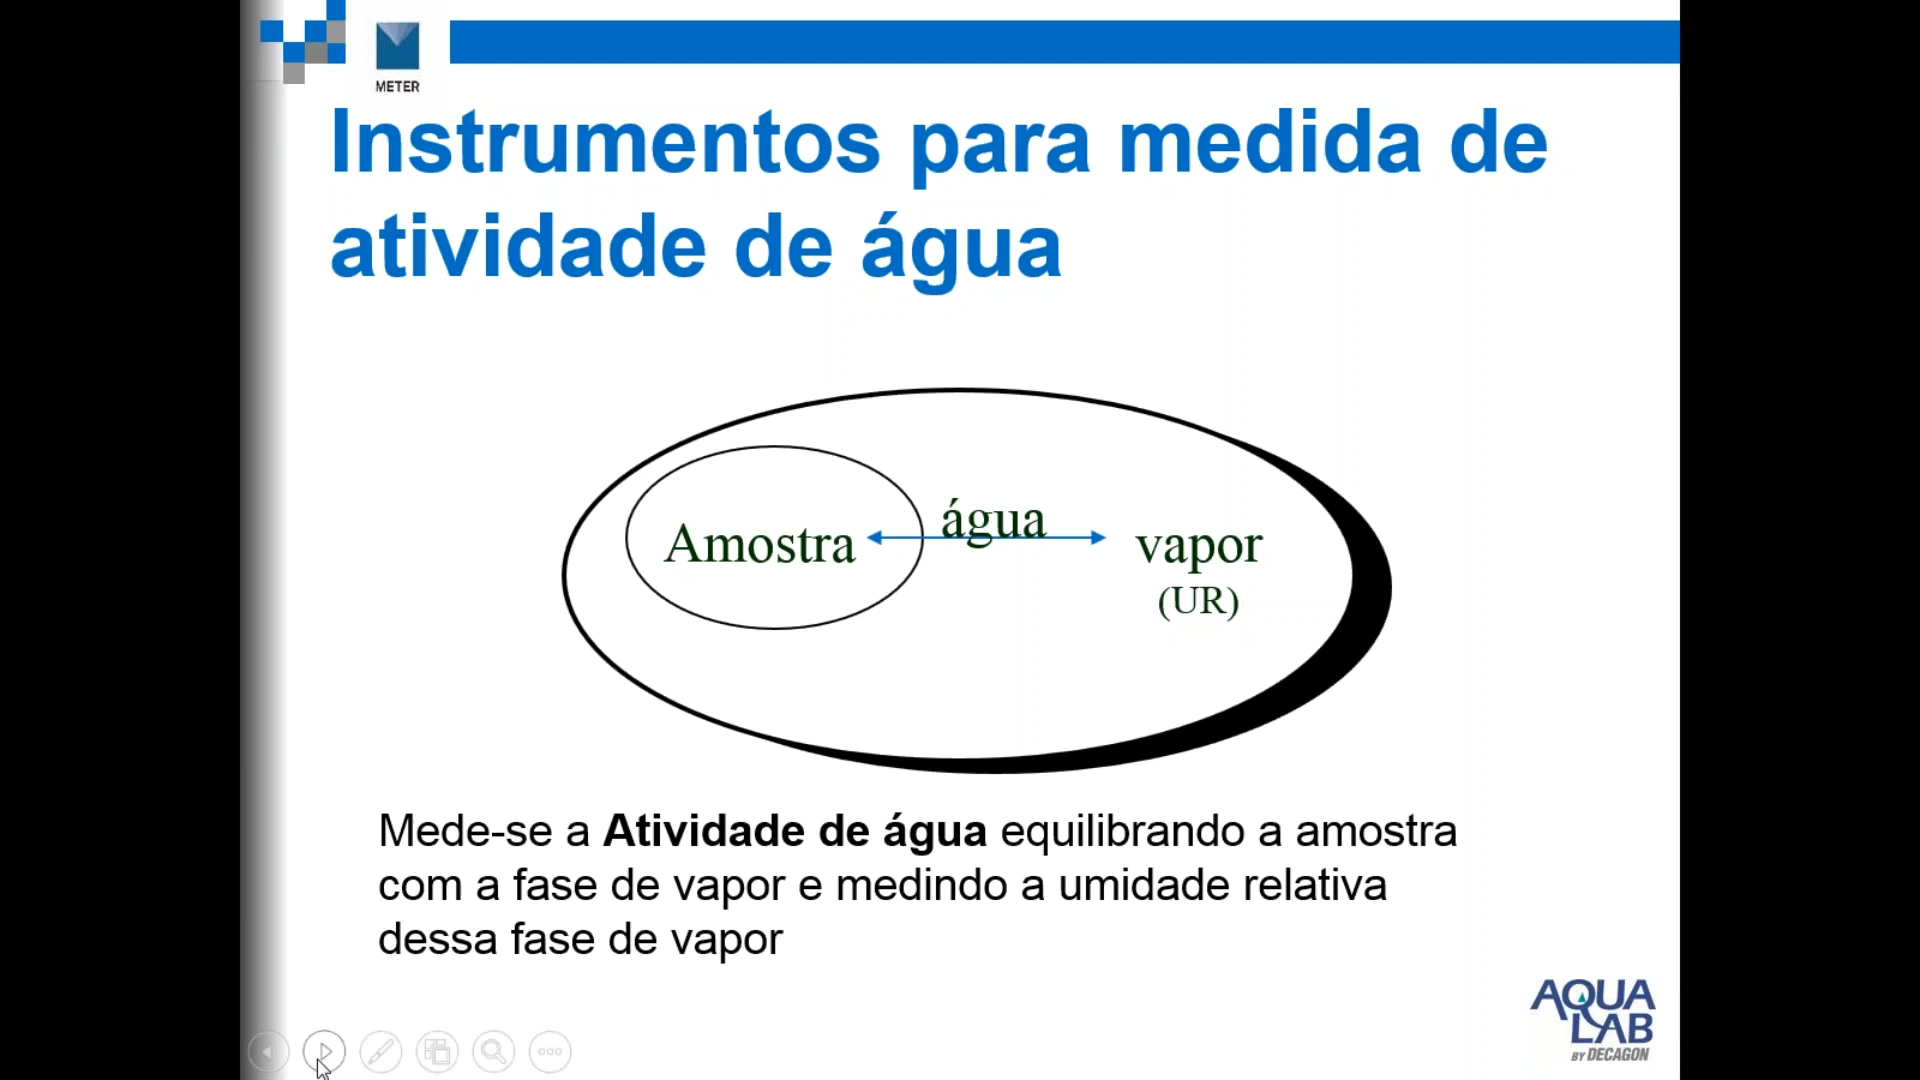 METER
Instrumentos para medida de
atividade de água
água
Amostra
vapor
(UR)
Mede-se a Atividade de água equilibrando a amostra
com a fase de vapor e medindo a umidade relativa
dessa fase de vapor
AQUA
LAB
BY DECAGON